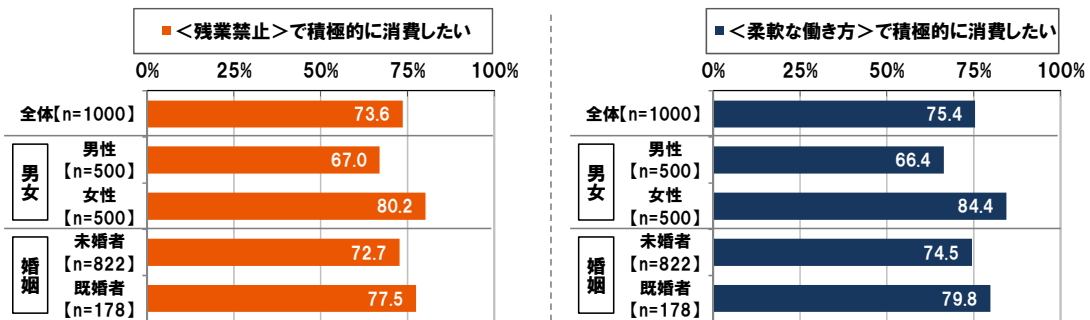 ■＜残業禁止＞で積極的に消費したい
0% 25% 50% 75% 100%
全体【n=1000】 73.6
男女
男性
【n=500】 67.0
女性
【n=500】 80.2
婚姻
未婚者
【n=822】 72.7
既婚者
【n=178】 77.5
■＜柔軟な働き方＞で積極的に消費したい
0% 25% 50% 75% 100%
全体【n=1000】 75.4
男女
男性
【n=500】 66.4
女性
【n=500】 84.4
婚姻
未婚者
【n=822】 74.5
既婚者
【n=178】 79.8